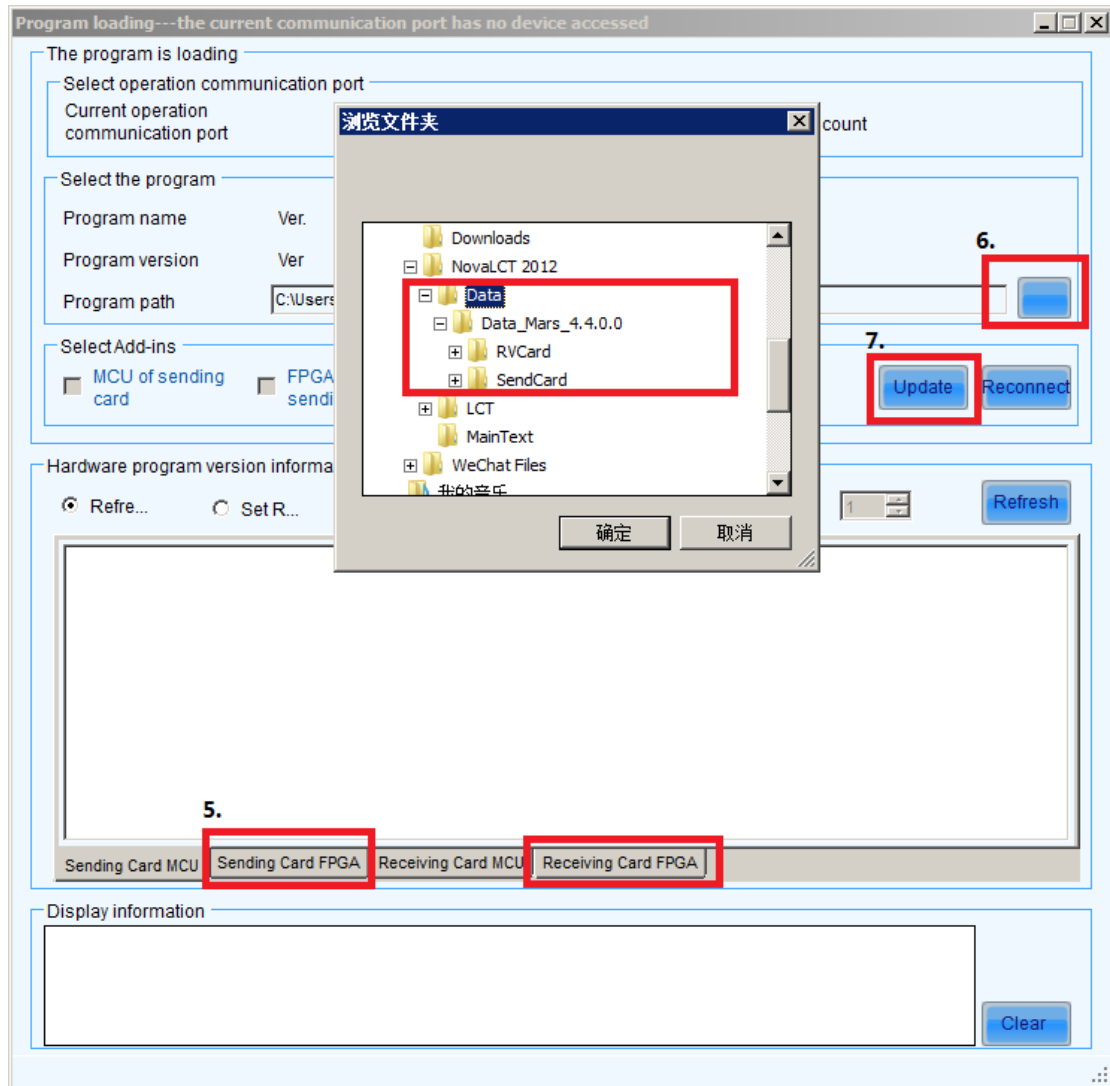 Program loading---the current communication port has no device accessed
The program is loading
Select operation communication port
Current operation
communication port
count
浏览文件夹
Select the program
Program name Ver.
Program version Ver
Program path C:\Users
6.
Downloads
NovaLCT 2012
Data
Data_Mars_4.4.0.0
RVCard
SendCard
LCT
MainText
WeChat Files
确定 取消
Select Add-ins
MCU of sending
card
FPGA
sendi
7.
Update Reconnect
Hardware program version informa
Refre... Set R... 1 Refresh
5.
Sending Card MCU Sending Card FPGA Receiving Card MCU Receiving Card FPGA
Display information
Clear